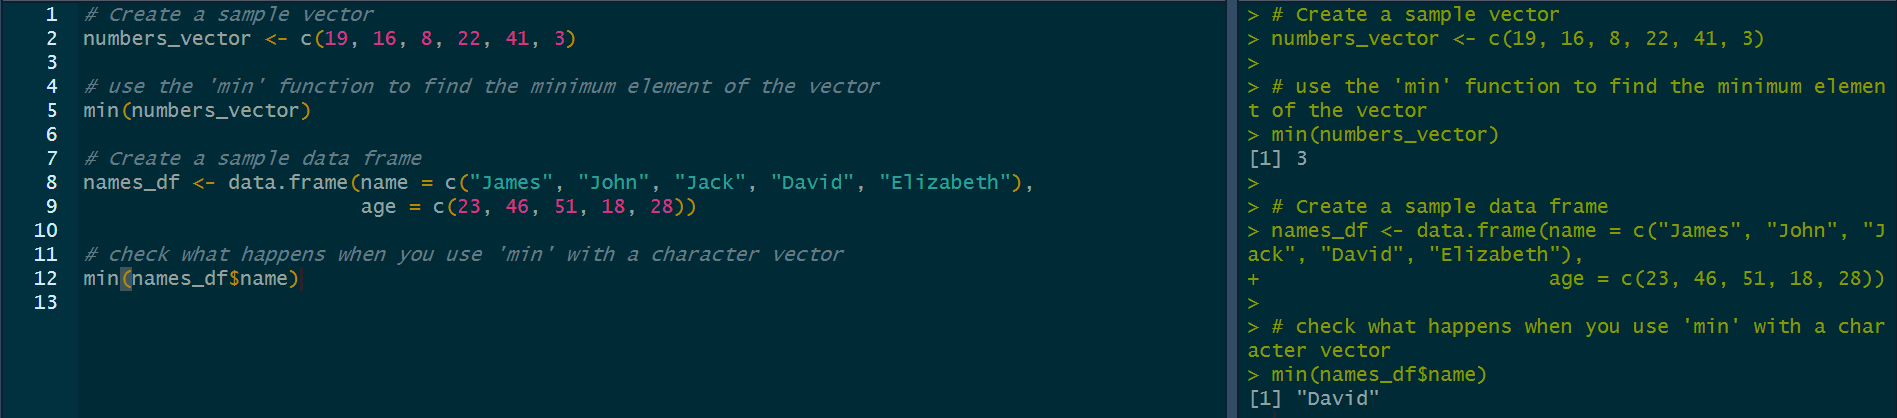 1 # Create a sample vector
2 numbers_vector <- c(19, 16, 8, 22, 41, 3)
3
4 # use the 'min' function to find the minimum element of the vector
5 min(numbers_vector)
6
7 # Create a sample data frame
8 names_df <- data.frame(name = c("James", "John", "Jack", "David", "Elizabeth"),
9                        age = c(23, 46, 51, 18, 28))
10
11 # check what happens when you use 'min' with a character vector
12 min(names_df$name)
13
> # Create a sample vector
> numbers_vector <- c(19, 16, 8, 22, 41, 3)
>
> # use the 'min' function to find the minimum elemen
t of the vector
> min(numbers_vector)
[1] 3
>
> # Create a sample data frame
> names_df <- data.frame(name = c("James", "John", "J
ack", "David", "Elizabeth"),
+                        age = c(23, 46, 51, 18, 28))
>
> # check what happens when you use 'min' with a char
acter vector
> min(names_df$name)
[1] "David"